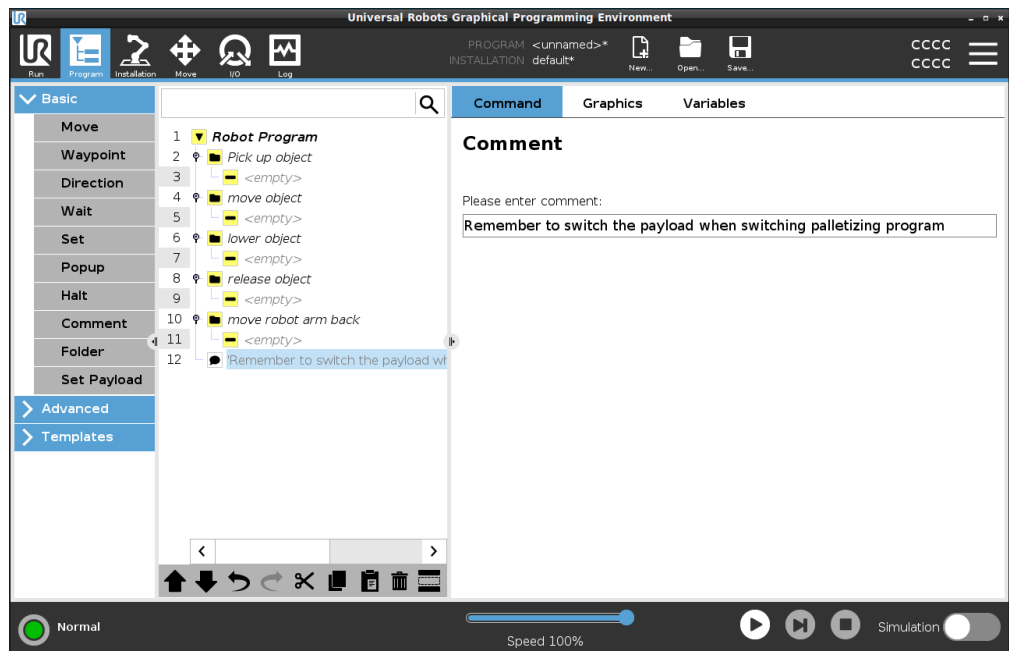 Universal Robots Graphical Programming Environment
PROGRAM <unnamed>*
INSTALLATION default*
CCCC
CCCC
Run
Program
Installation
Move
I/O
Log
New...
Open...
Save...
Basic
Move
Waypoint
Direction
Wait
Set
Popup
Halt
Comment
Folder
Set Payload
Advanced
Templates
1 Robot Program
2 Pick up object
3 <empty>
4 move object
5 <empty>
6 lower object
7 <empty>
8 release object
9 <empty>
10 move robot arm back
11 <empty>
12 'Remember to switch the payload wh
Command Graphics Variables
Comment
Please enter comment:
Remember to switch the payload when switching palletizing program
Normal
Speed 100%
Simulation